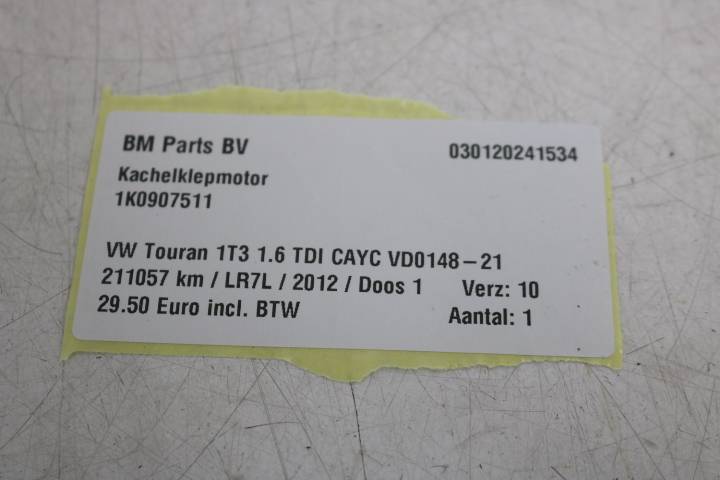 BM Parts BV 030120241534
Kachelklepmotor
1K0907511
VW Touran 1T3 1.6 TDI CAYC VD0148-21
211057 km / LR7L / 2012 / Doos 1 Verz: 10
29.50 Euro incl. BTW Aantal: 1